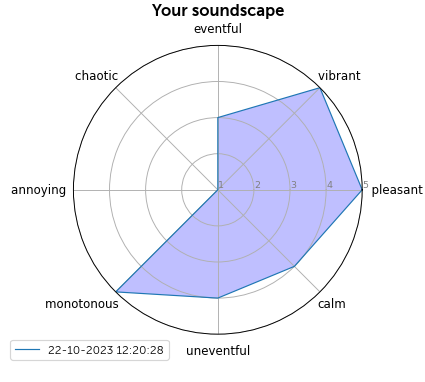 Your soundscape
eventful
chaotic
vibrant
annoying
1 2 3 4 5
pleasant
monotonous
calm
uneventful
22-10-2023 12:20:28